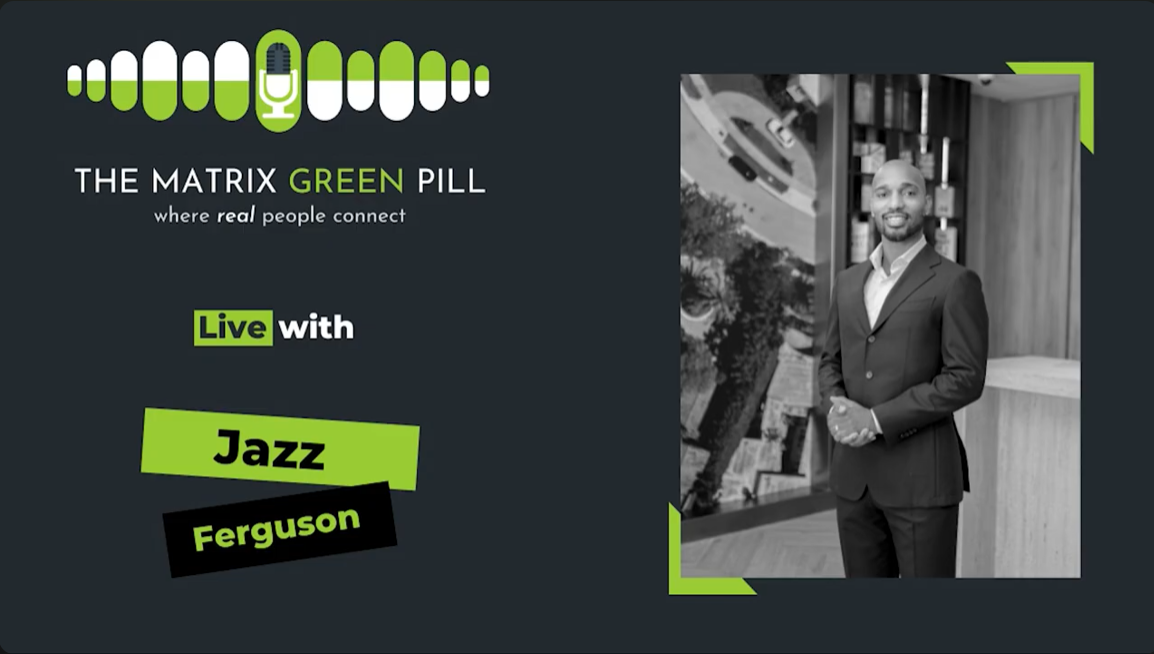 THE MATRIX GREEN PILL
where real people connect
Live with
Jazz
Ferguson